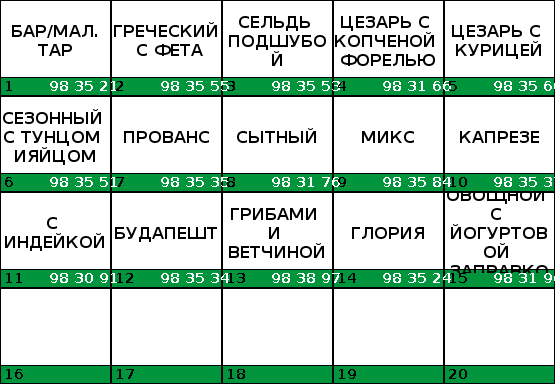 БАР/МАЛ.
ТАР
ГРЕЧЕСКИЙ
С ФЕТА
СЕЛЬДЬ
ПОДШУБО
Й
ЦЕЗАРЬ С
КОПЧЕНОЙ
ФОРЕЛЬЮ
ЦЕЗАРЬ С
КУРИЦЕЙ
1 98 35 21
2 98 35 55
3 98 35 53
4 98 31 66
5 98 35 60
СЕЗОННЫЙ
С ТУНЦОМ
ИЯЙЦОМ
ПРОВАНС
СЫТНЫЙ
МИКС
КАПРЕЗЕ
6 98 35 51
7 98 35 35
8 98 31 76
9 98 35 84
10 98 35 37
С
ИНДЕЙКОЙ
БУДАПЕШТ
ГРИБАМИ
И
ВЕТЧИНОЙ
ГЛОРИЯ
ОВОЩНОЙ
С
ЙОГУРТОВ
ОЙ
ЗАПРАВКО
11 98 30 91
12 98 35 34
13 98 38 97
14 98 35 24
15 98 31 96
16
17
18
19
20